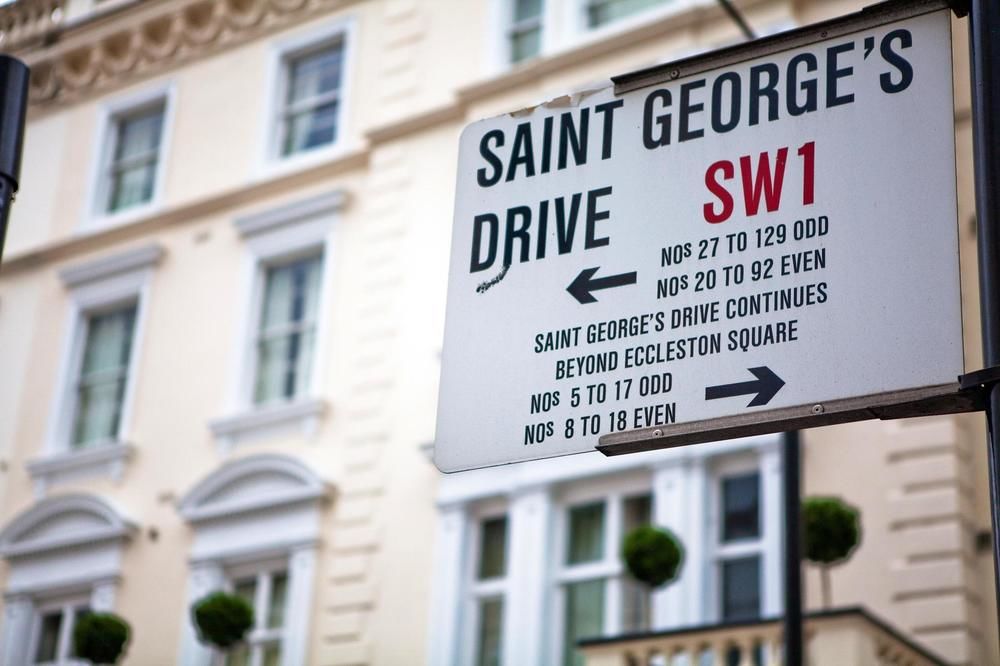 SAINT GEORGE'S
DRIVE SW1
NOs 27 TO 129 ODD
NOs 20 TO 92 EVEN
SAINT GEORGE'S DRIVE CONTINUES
BEYOND ECCLESTON SQUARE
NOs 5 TO 17 ODD
NOs 8 TO 18 EVEN